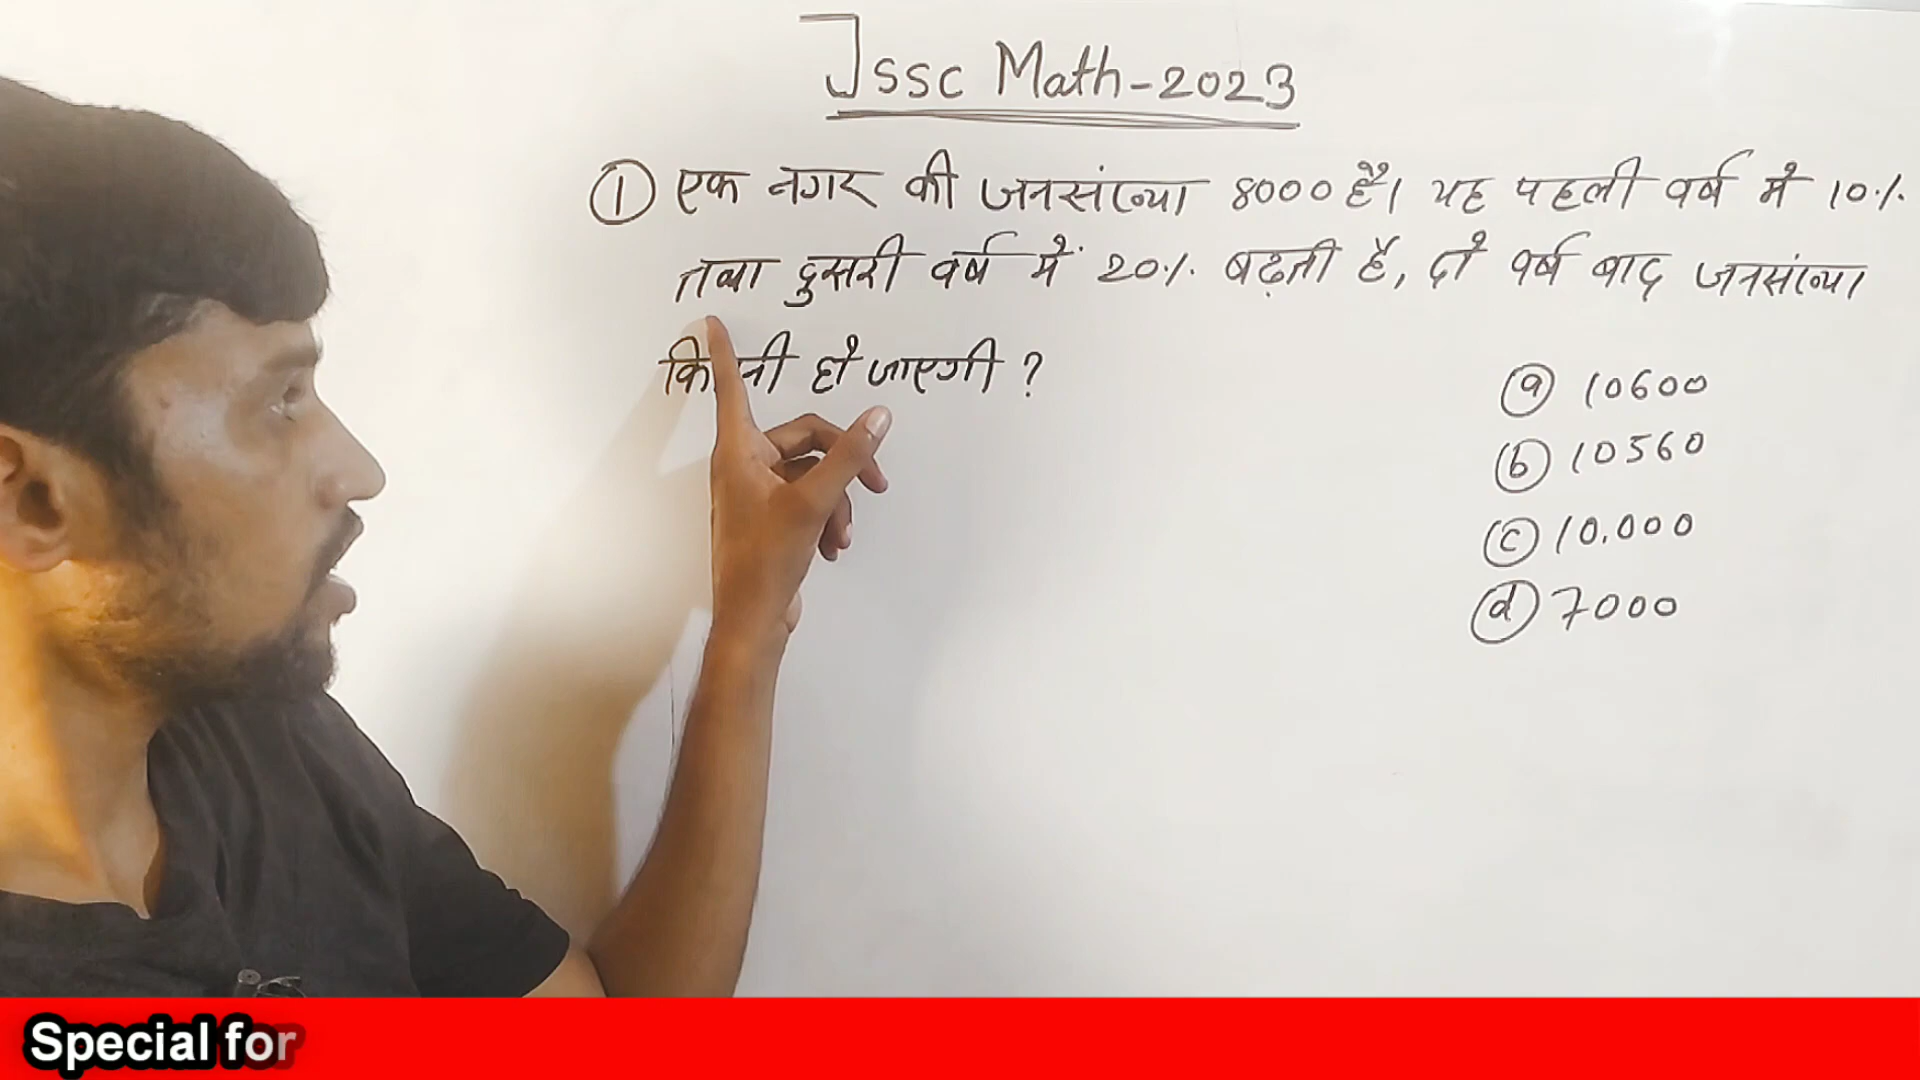 JSSC Math-2023
① एक नगर की जनसंख्या 8000 है। यह पहली वर्ष में 10%
तथा दुसरी वर्ष में 20% बढ़ती है, दो वर्ष बाद जनसंख्या
कितनी हो जाएगी ?
ⓐ 10600
ⓑ 10560
ⓒ 10,000
ⓓ 7000
Special for